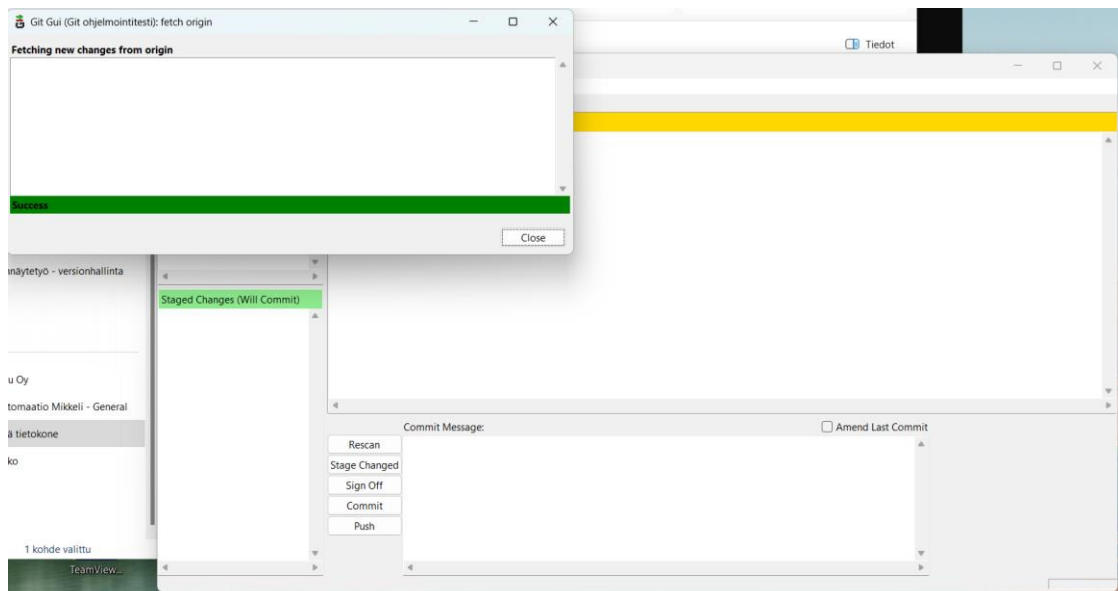 Git Gui (Git ohjelmointitesti): fetch origin
Fetching new changes from origin
Success
Close
Tiedot
nnäytetyö - versionhallinta
u Oy
tomaatio Mikkeli - General
ä tietokone
ko
1 kohde valittu
TeamView...
Staged Changes (Will Commit)
Commit Message:
Amend Last Commit
Rescan
Stage Changed
Sign Off
Commit
Push